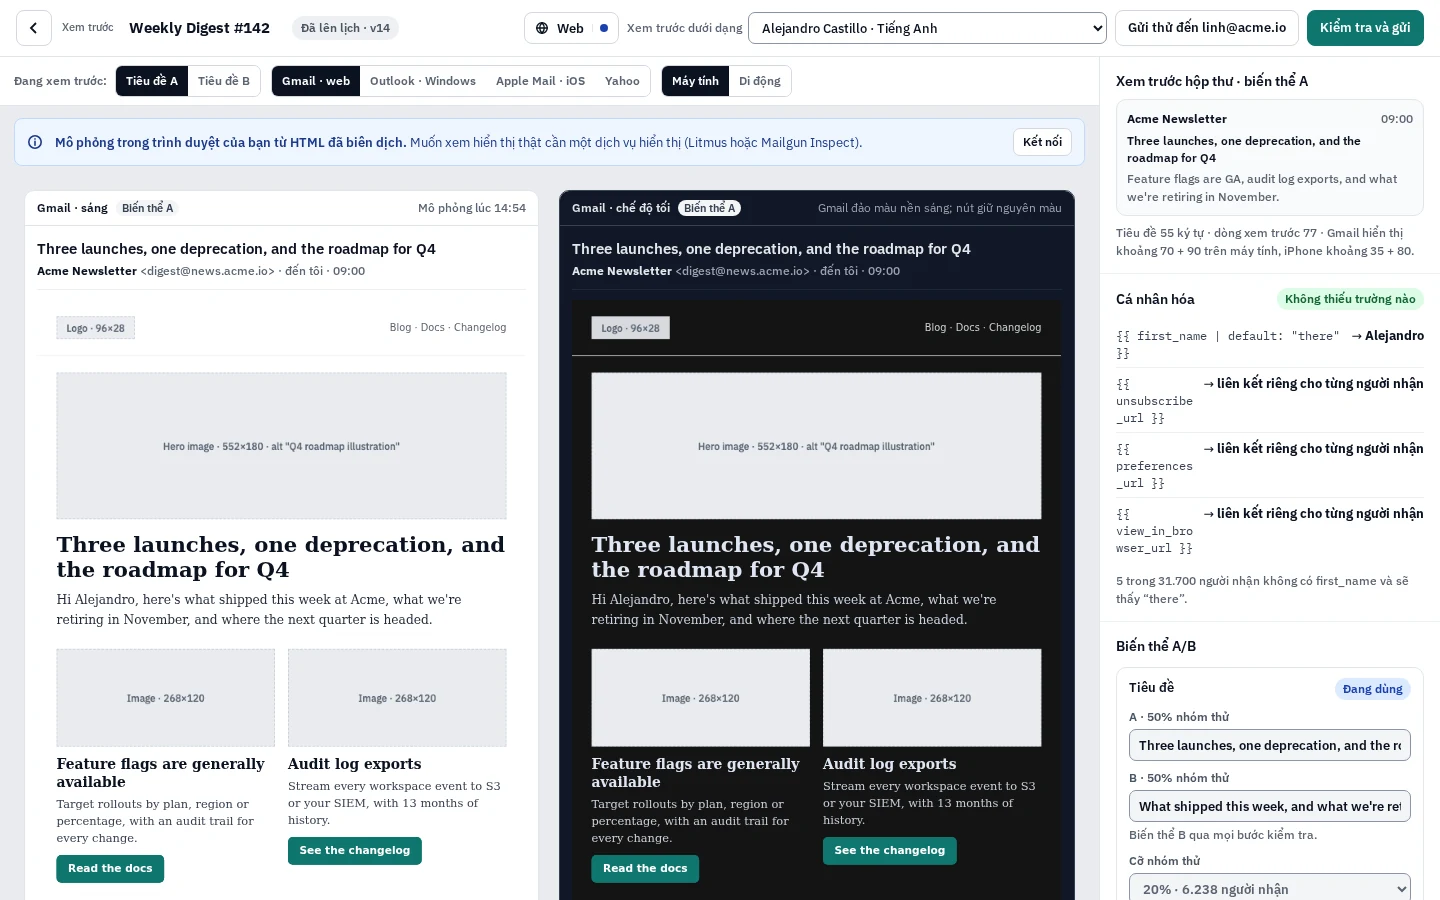 Xem trước
Weekly Digest #142
Đã lên lịch · v14
Web
Xem trước dưới dạng
Alejandro Castillo · Tiếng Anh
Gửi thử đến linh@acme.io
Kiểm tra và gửi
Đang xem trước:
Tiêu đề A
Tiêu đề B
Gmail · web
Outlook · Windows
Apple Mail · iOS
Yahoo
Máy tính
Di động
Mô phỏng trong trình duyệt của bạn từ HTML đã biên dịch. Muốn xem hiển thị thật cần một dịch vụ hiển thị (Litmus hoặc Mailgun Inspect).
Kết nối
Gmail · sáng
Biến thể A
Mô phỏng lúc 14:54
Three launches, one deprecation, and the roadmap for Q4
Acme Newsletter <digest@news.acme.io> · đến tôi · 09:00
Logo · 96×28
Blog · Docs · Changelog
Hero image · 552×180 · alt "Q4 roadmap illustration"
Three launches, one deprecation, and
the roadmap for Q4
Hi Alejandro, here's what shipped this week at Acme, what we're
retiring in November, and where the next quarter is headed.
Image · 268×120
Image · 268×120
Feature flags are generally
available
Target rollouts by plan, region or
percentage, with an audit trail for
every change.
Read the docs
Audit log exports
Stream every workspace event to S3
or your SIEM, with 13 months of
history.
See the changelog
Gmail · chế độ tối
Biến thể A
Gmail đảo màu nền sáng; nút giữ nguyên màu
Three launches, one deprecation, and the roadmap for Q4
Acme Newsletter <digest@news.acme.io> · đến tôi · 09:00
Logo · 96×28
Blog · Docs · Changelog
Hero image · 552×180 · alt "Q4 roadmap illustration"
Three launches, one deprecation, and
the roadmap for Q4
Hi Alejandro, here's what shipped this week at Acme, what we're
retiring in November, and where the next quarter is headed.
Image · 268×120
Image · 268×120
Feature flags are generally
available
Target rollouts by plan, region or
percentage, with an audit trail for
every change.
Read the docs
Audit log exports
Stream every workspace event to S3
or your SIEM, with 13 months of
history.
See the changelog
Xem trước hộp thư · biến thể A
Acme Newsletter
09:00
Three launches, one deprecation, and the
roadmap for Q4
Feature flags are GA, audit log exports, and what
we're retiring in November.
Tiêu đề 55 ký tự · dòng xem trước 77 · Gmail hiển thị
khoảng 70 + 90 trên máy tính, iPhone khoảng 35 + 80.
Cá nhân hóa
Không thiếu trường nào
{{ first_name | default: "there"
}}
→ Alejandro
{{
unsubscribe
_url }}
→ liên kết riêng cho từng người nhận
{{
preferences
_url }}
→ liên kết riêng cho từng người nhận
{{
view_in_bro
wser_url }}
→ liên kết riêng cho từng người nhận
5 trong 31.700 người nhận không có first_name và sẽ
thấy “there”.
Biến thể A/B
Tiêu đề
Đang dùng
A · 50% nhóm thử
Three launches, one deprecation, and the ro
B · 50% nhóm thử
What shipped this week, and what we're ret
Biến thể B qua mọi bước kiểm tra.
Cỡ nhóm thử
20% · 6.238 người nhận